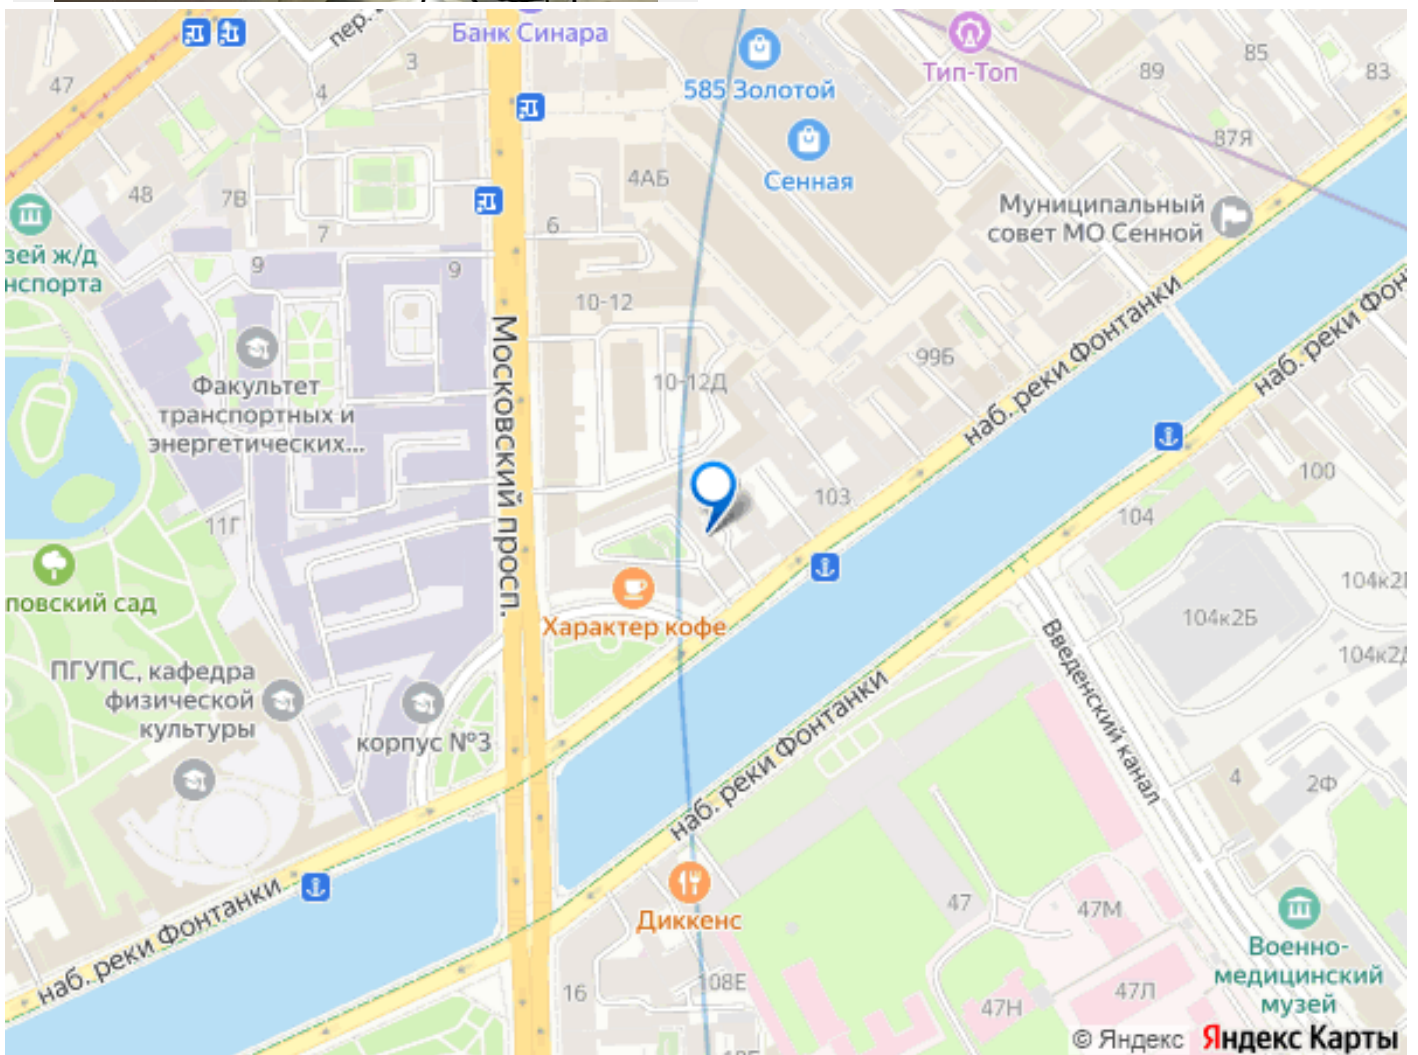 пер.
Банк Синара
585 Золотой
Тип-Топ
85
83
89
87Я
47
3
4
Сенная
4АБ
48
7В
7
6
Муниципальный
совет МО Сенной
зей ж/д
нспорта
9
9
10-12
Московский просп.
Факультет
транспортных и
энергетических...
10-12Д
99Б
наб. реки Фонтанки
наб. реки Фон
100
103
104
11Г
повский сад
Характер кофе
104к2Б
104к2
104к2
Введенский канал
ПГУПС, кафедра
физической
культуры
корпус №3
наб. реки Фонтанки
4
2Ф
наб. реки Фонтанки
Диккенс
47
47М
Военно-
медицинский
музей
16
108Е
47Н
47Л
© Яндекс Яндекс Карты